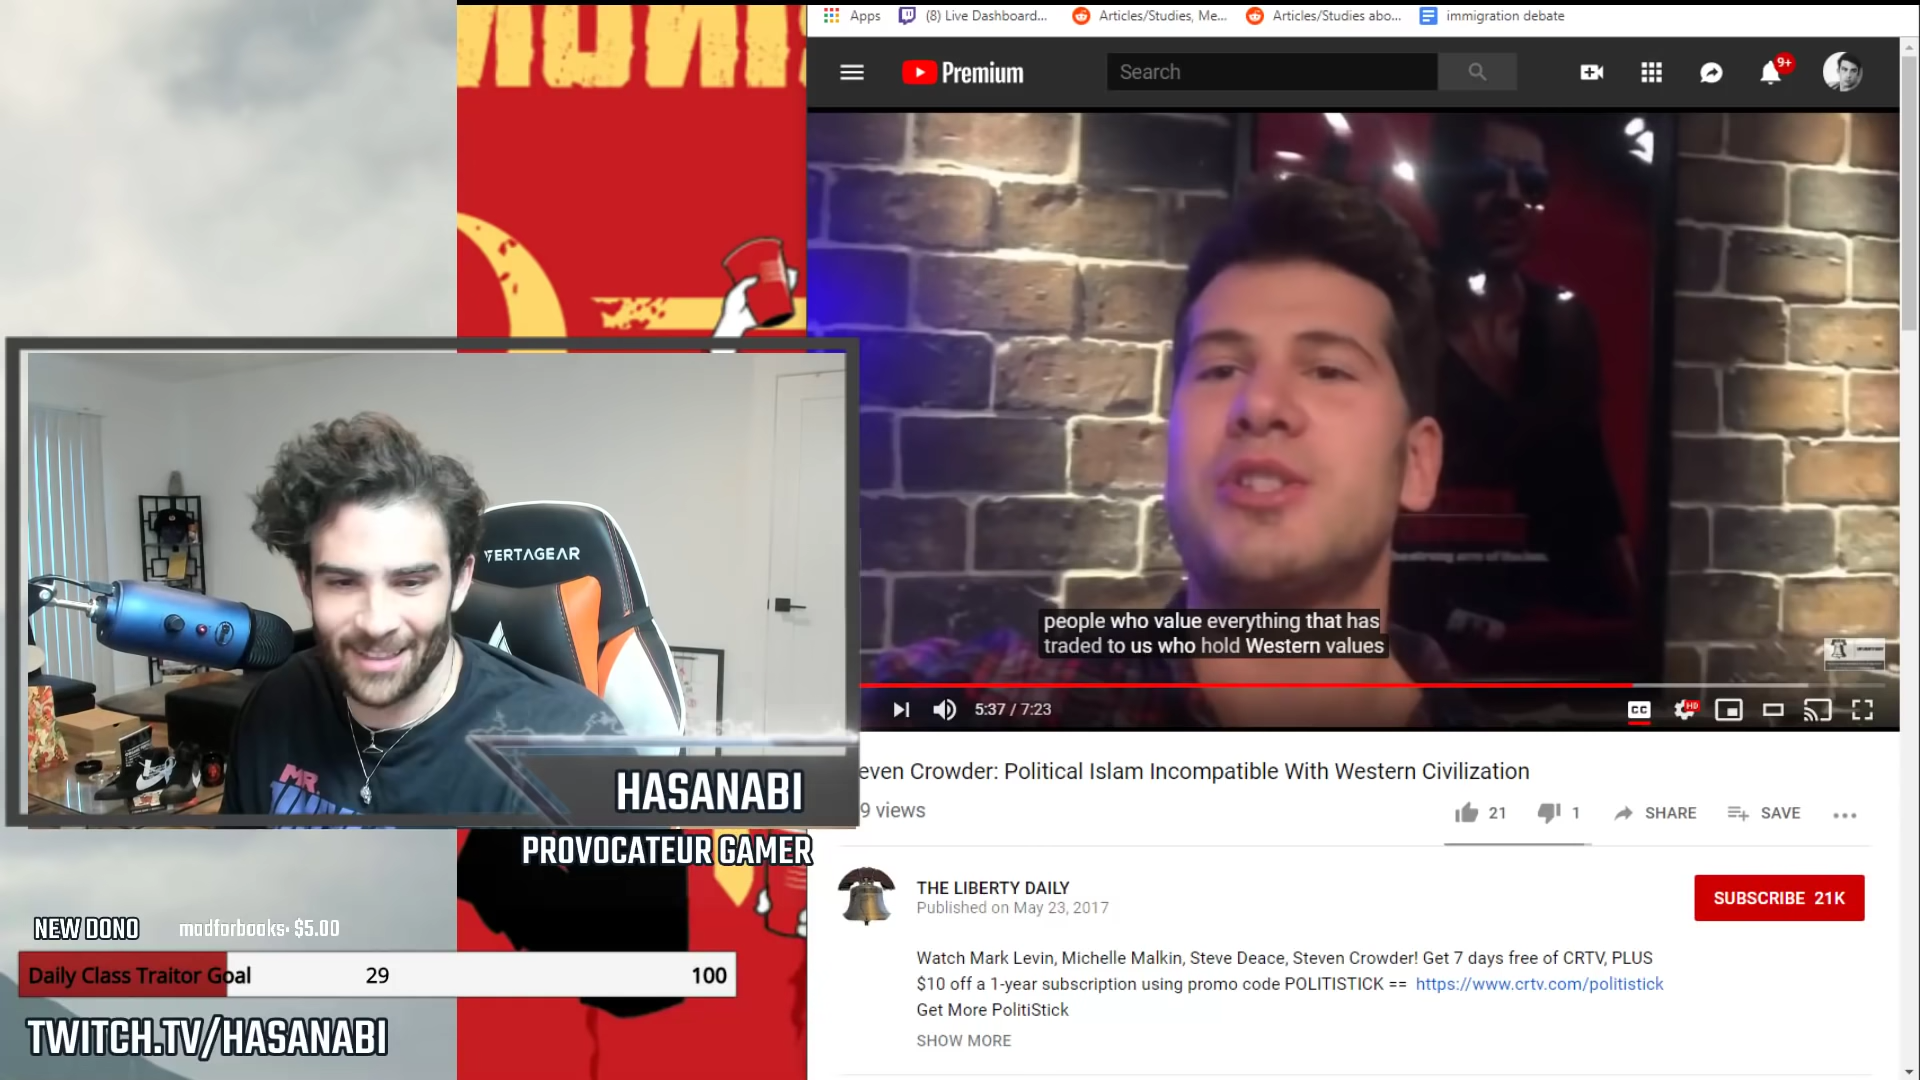 Apps
(8) Live Dashboard...
Articles/Studies, Me...
Articles/Studies abo...
immigration debate
Premium
Search
9+
VERTAGEAR
people who value everything that has
traded to us who hold Western values
5:37 / 7:23
CC
HD
MR.
HASANABI
PROVOCATEUR GAMER
even Crowder: Political Islam Incompatible With Western Civilization
9 views
21
1
SHARE
SAVE
THE LIBERTY DAILY
Published on May 23, 2017
SUBSCRIBE 21K
Watch Mark Levin, Michelle Malkin, Steve Deace, Steven Crowder! Get 7 days free of CRTV, PLUS
$10 off a 1-year subscription using promo code POLITISTICK == https://www.crtv.com/politistick
Get More PolitiStick
SHOW MORE
NEW DONO madforbooks- $5.00
Daily Class Traitor Goal 29 100
TWITCH.TV/HASANABI